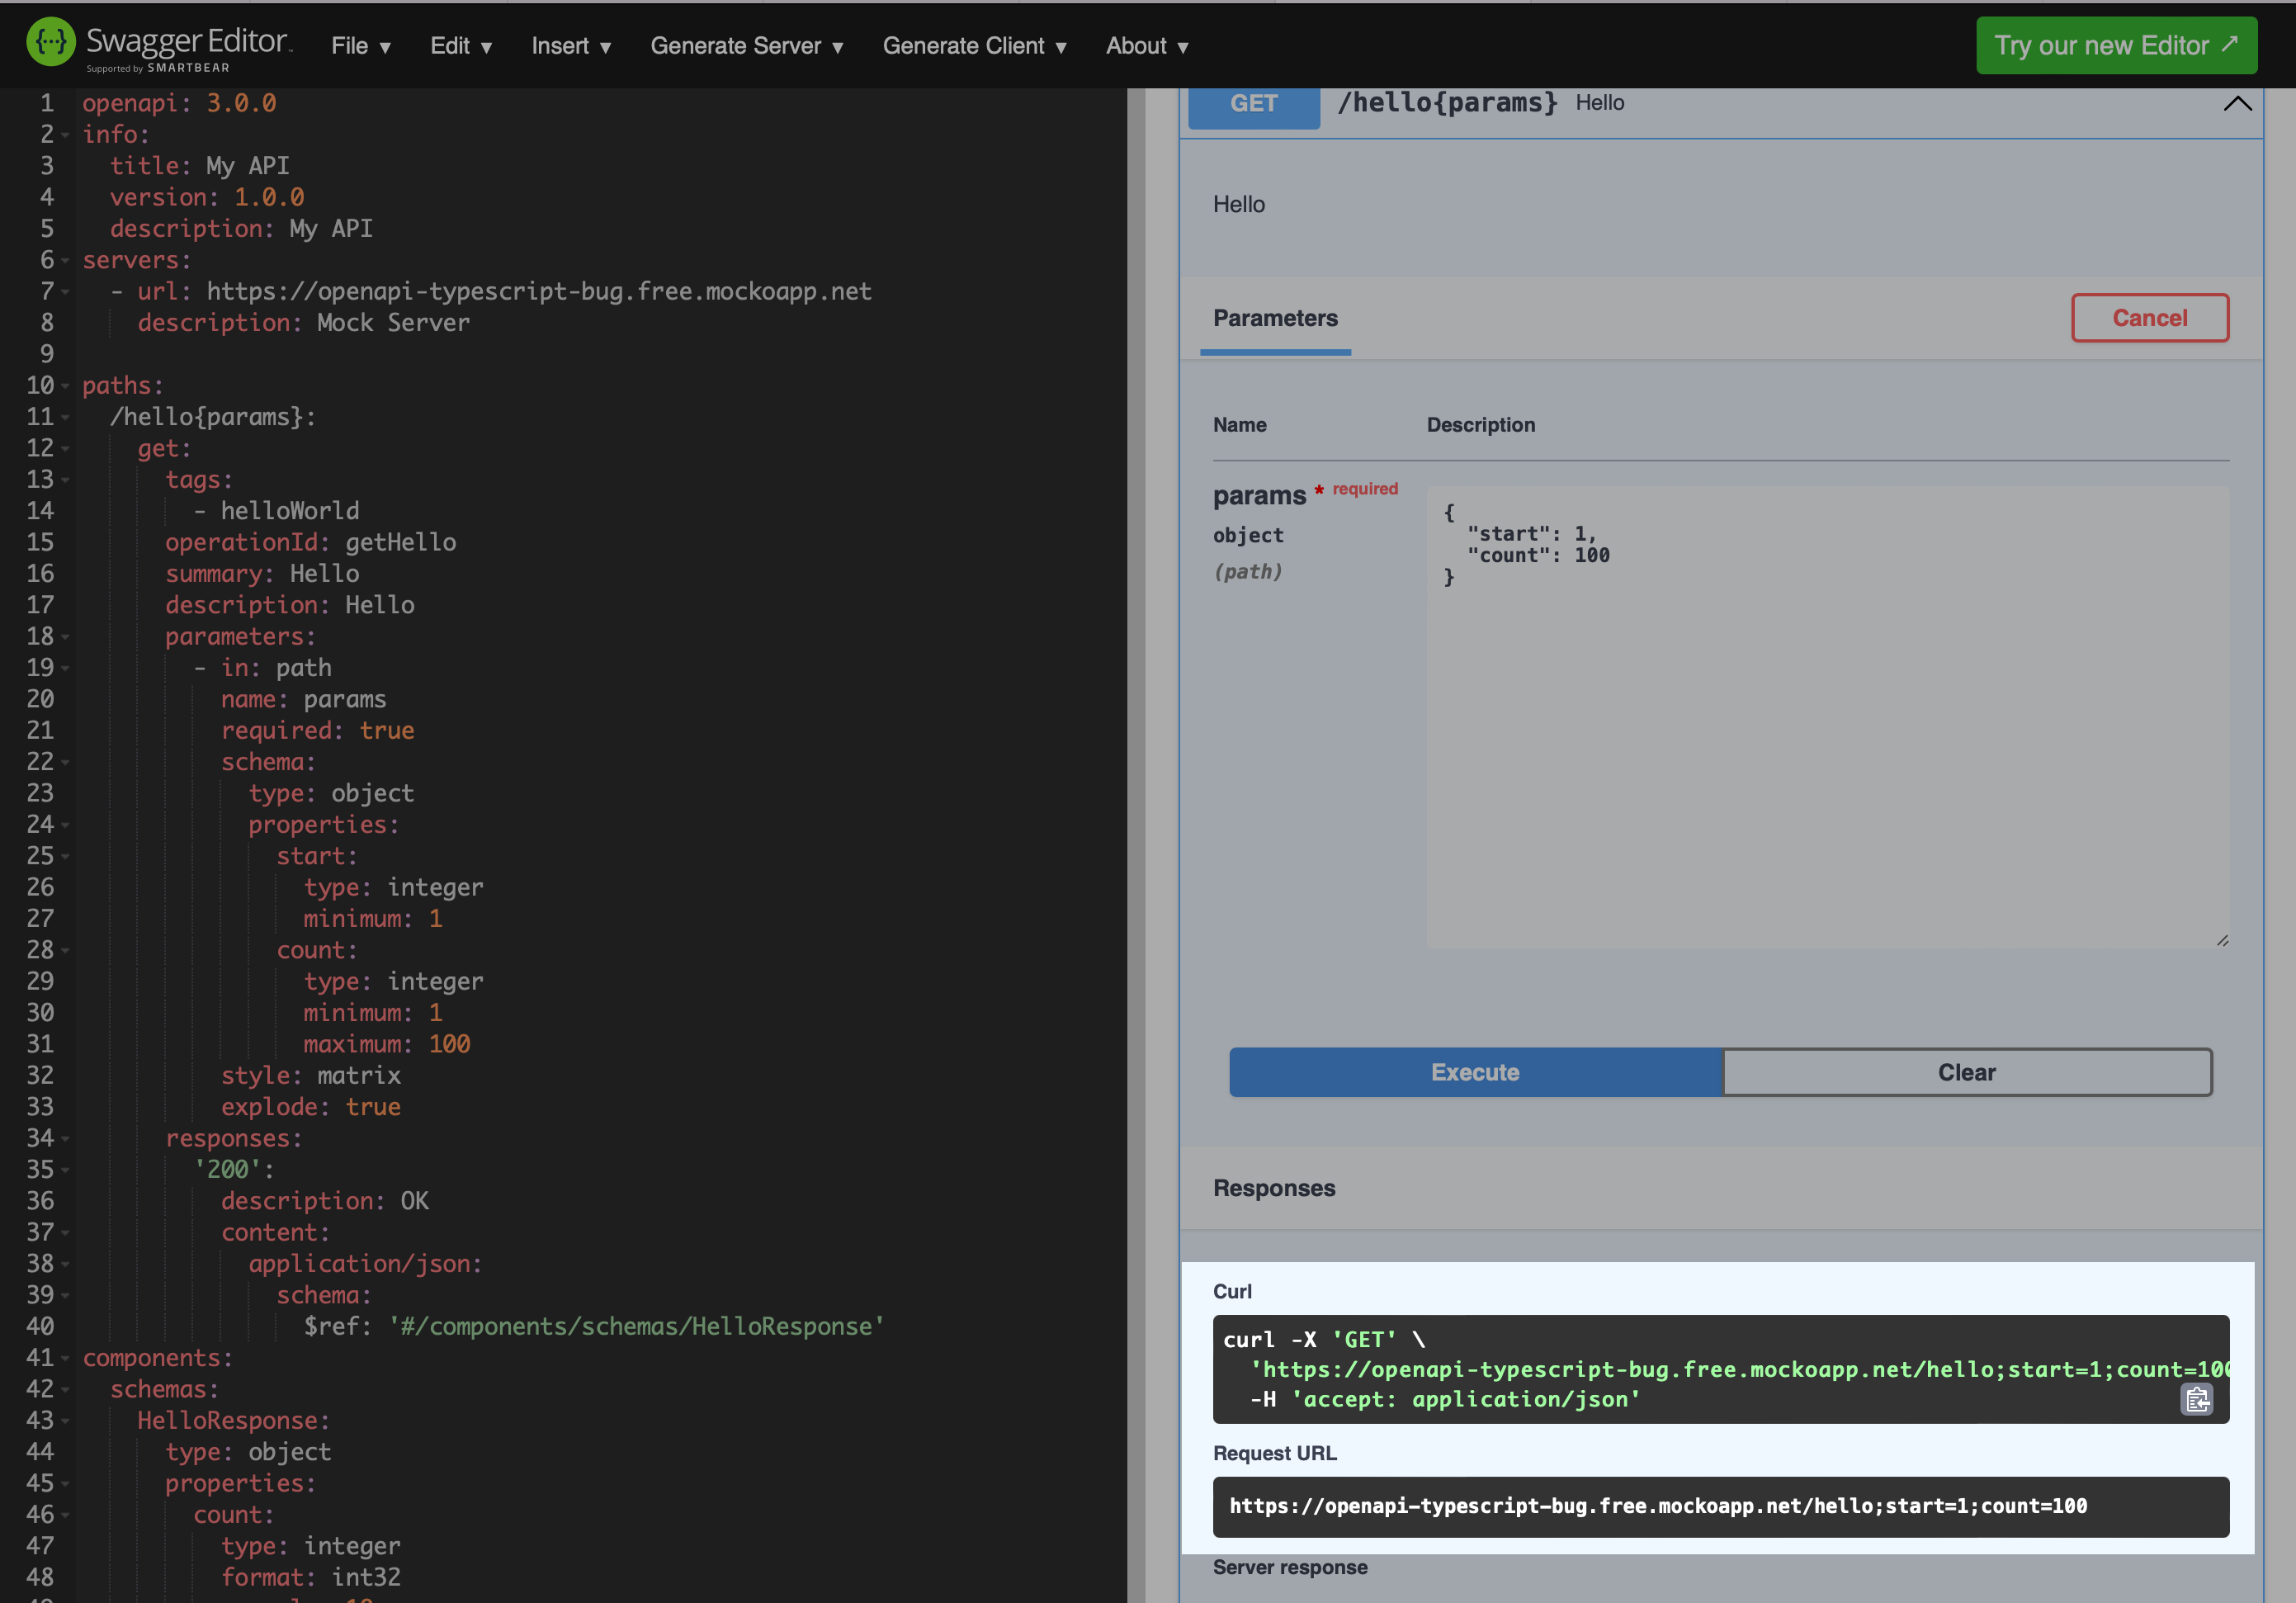 Swagger Editor
Supported by SMARTBEAR
File ▾
Edit ▾
Insert ▾
Generate Server ▾
Generate Client ▾
About ▾
Try our new Editor ↗
1 openapi: 3.0.0
2 info:
3 title: My API
4 version: 1.0.0
5 description: My API
6 servers:
7 - url: https://openapi-typescript-bug.free.mockoapp.net
8 description: Mock Server
9
10 paths:
11 /hello{params}:
12 get:
13 tags:
14 - helloWorld
15 operationId: getHello
16 summary: Hello
17 description: Hello
18 parameters:
19 - in: path
20 name: params
21 required: true
22 schema:
23 type: object
24 properties:
25 start:
26 type: integer
27 minimum: 1
28 count:
29 type: integer
30 minimum: 1
31 maximum: 100
32 style: matrix
33 explode: true
34 responses:
35 '200':
36 description: OK
37 content:
38 application/json:
39 schema:
40 $ref: '#/components/schemas/HelloResponse'
41 components:
42 schemas:
43 HelloResponse:
44 type: object
45 properties:
46 count:
47 type: integer
48 format: int32
GET /hello{params} Hello
Hello
Parameters
Cancel
Name Description
params * required
object
(path)
{
"start": 1,
"count": 100
}
Execute
Clear
Responses
Curl
curl -X 'GET' \
'https://openapi-typescript-bug.free.mockoapp.net/hello;start=1;count=100
-H 'accept: application/json'
Request URL
https://openapi-typescript-bug.free.mockoapp.net/hello;start=1;count=100
Server response